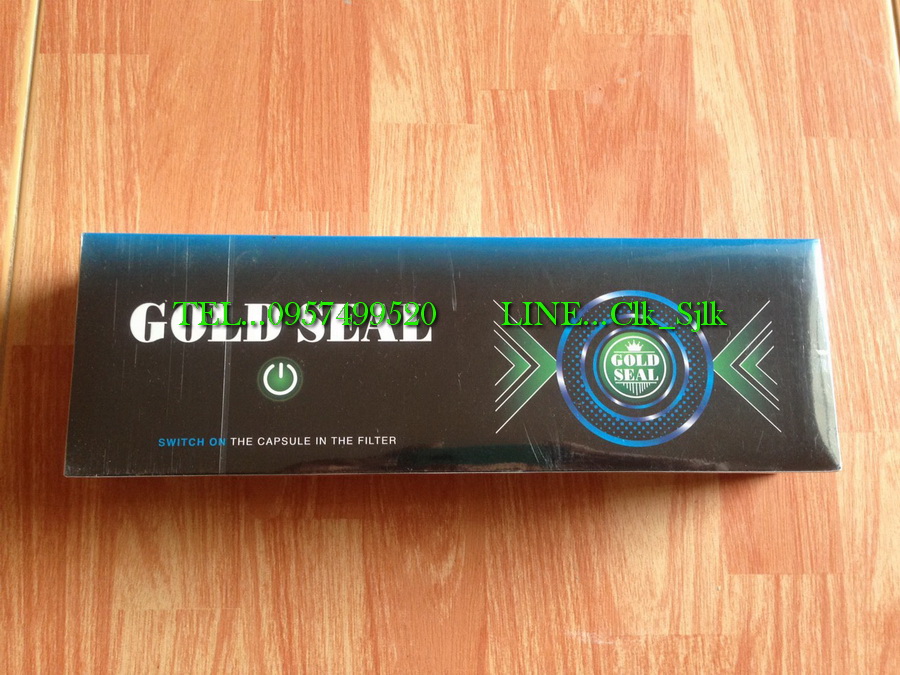 GOLD SEAL
TEL...0957499520 LINE...Clk_Sjlk
GOLD
SEAL
SWITCH ON THE CAPSULE IN THE FILTER